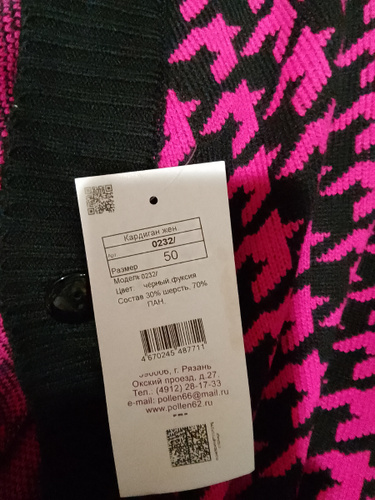 Кардиган жен
Арт. 0232/
Размер 50
Модель 0232/
Цвет. чёрный,фуксия
Состав 30% шерсть, 70%
ПАН.
4 670245 487711
390006, г. Рязань
Окский проезд, д.27,
Тел.. (4912) 28-17-33
e-mail: pollen66@mail.ru
www.pollen62.ru